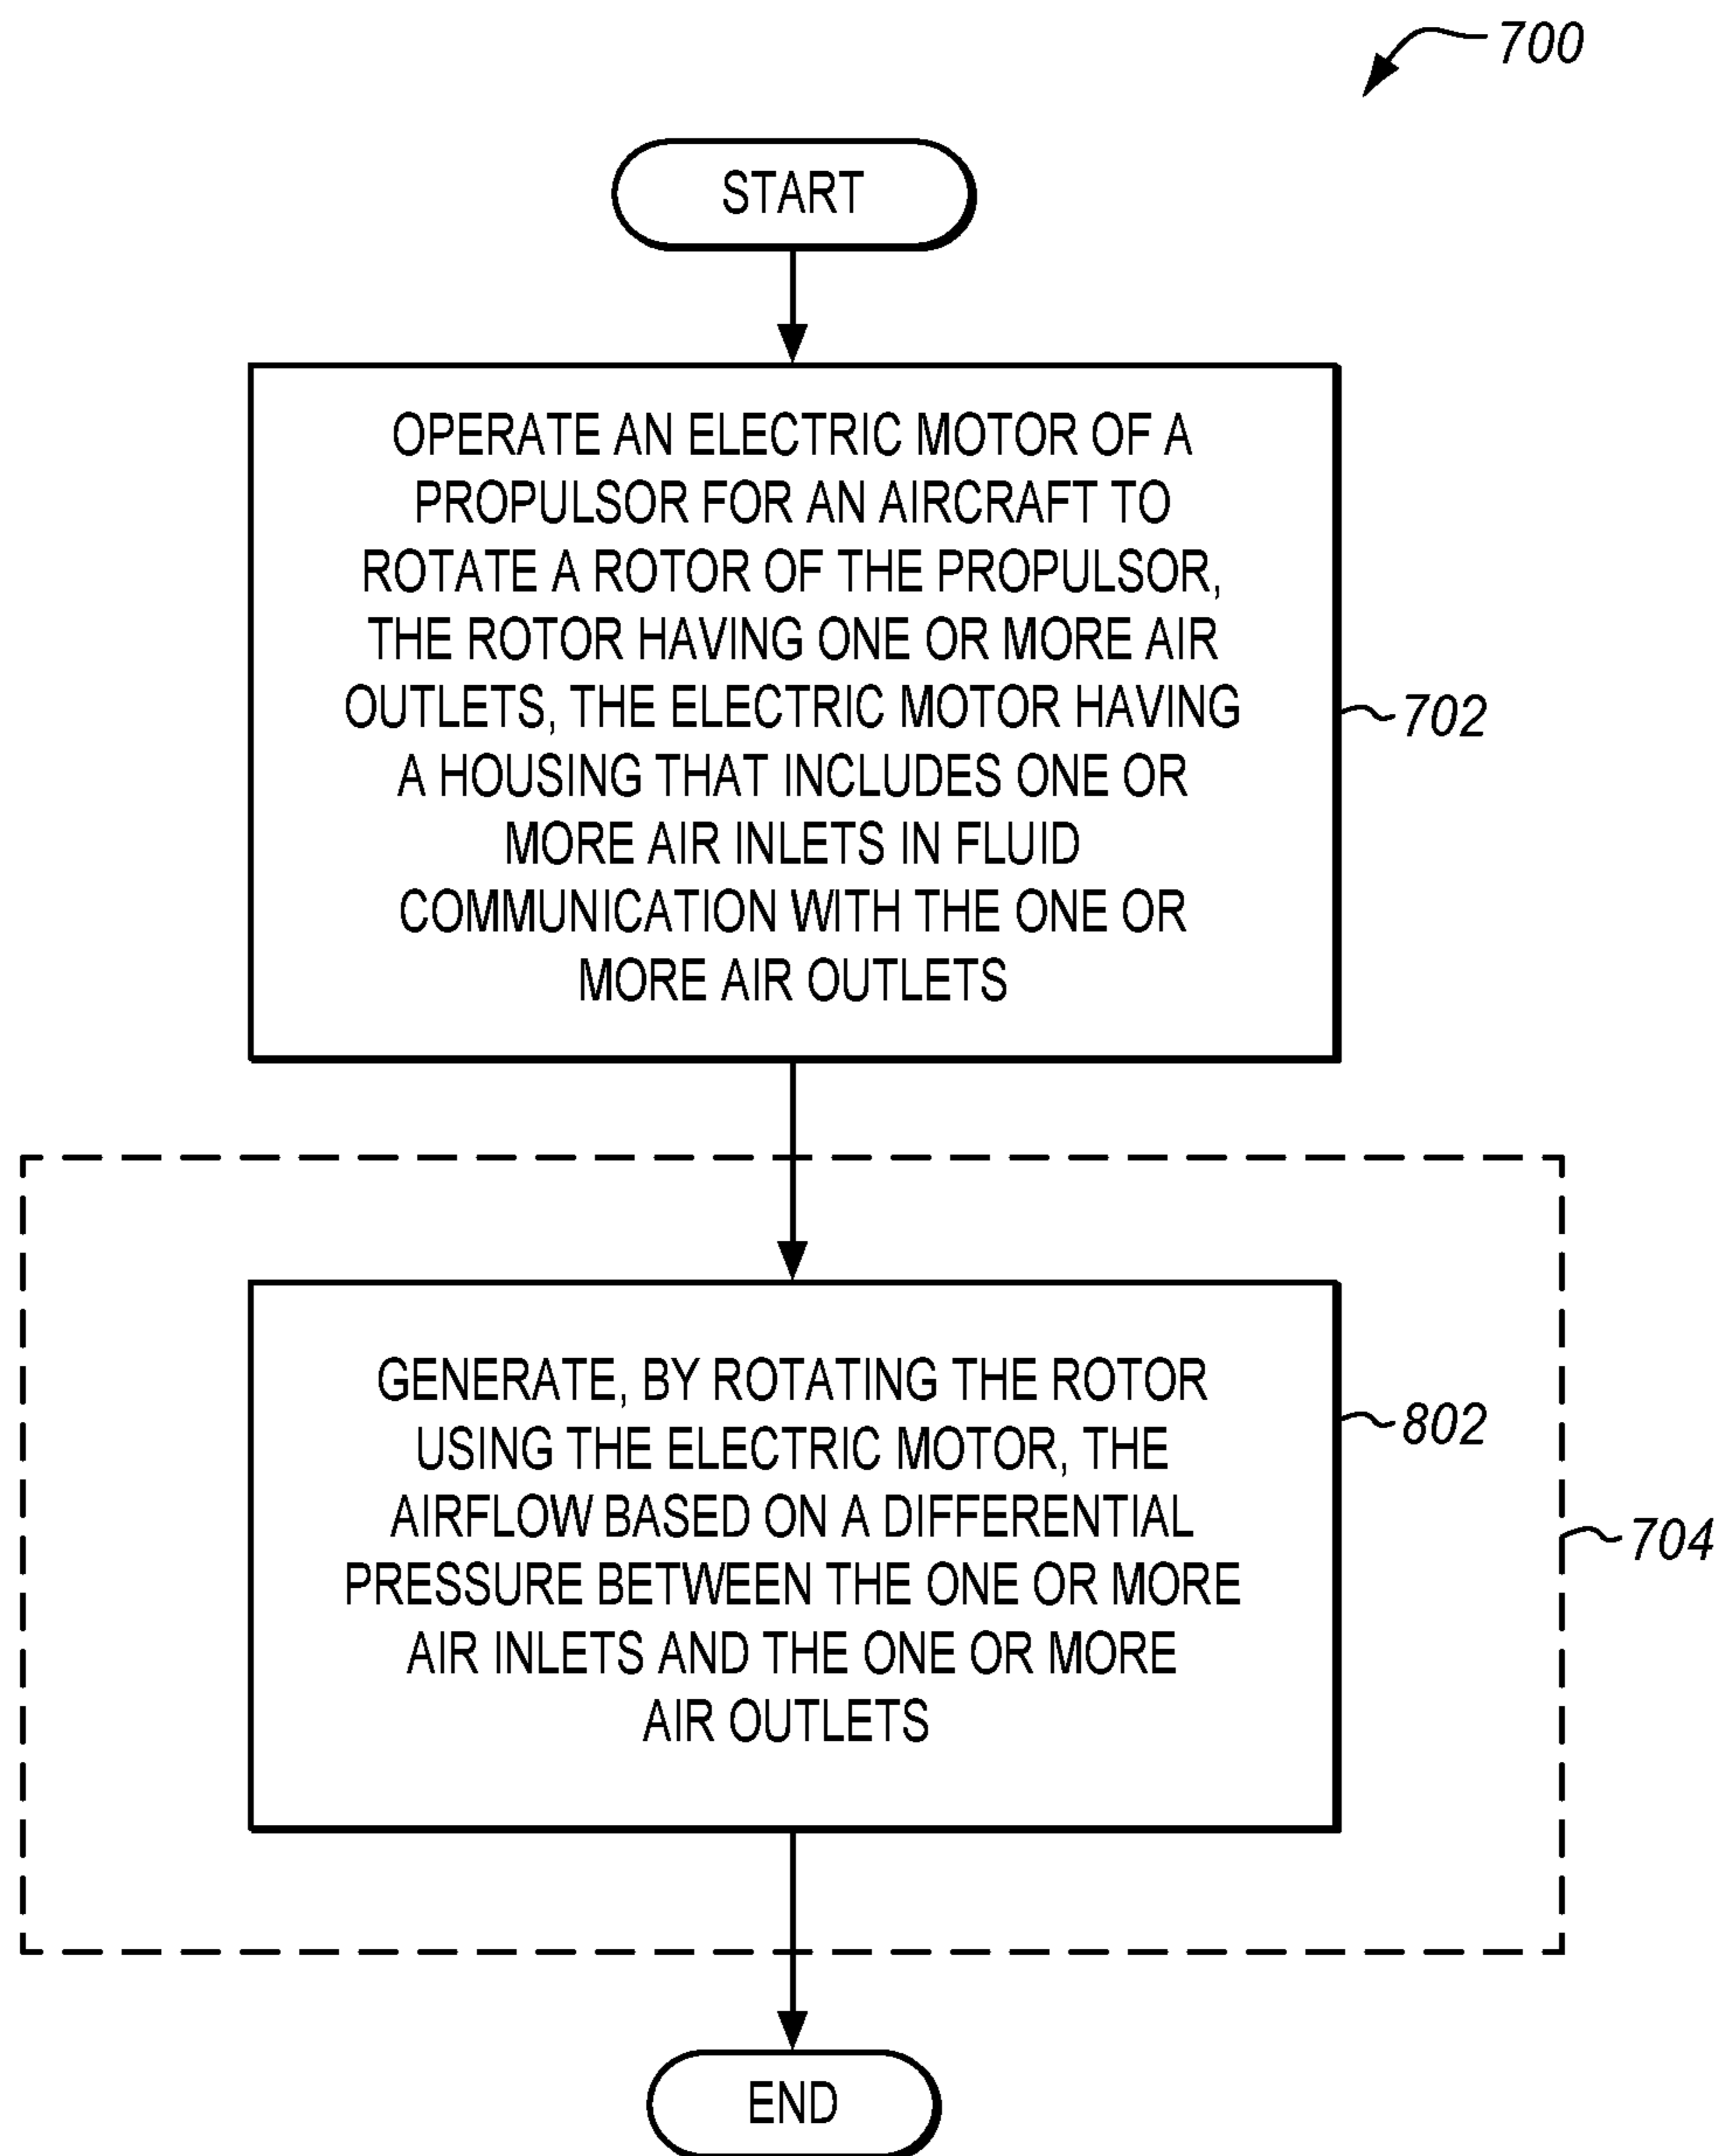 700
START
OPERATE AN ELECTRIC MOTOR OF A
PROPULSOR FOR AN AIRCRAFT TO
ROTATE A ROTOR OF THE PROPULSOR,
THE ROTOR HAVING ONE OR MORE AIR
OUTLETS, THE ELECTRIC MOTOR HAVING
A HOUSING THAT INCLUDES ONE OR
MORE AIR INLETS IN FLUID
COMMUNICATION WITH THE ONE OR
MORE AIR OUTLETS
702
GENERATE, BY ROTATING THE ROTOR
USING THE ELECTRIC MOTOR, THE
AIRFLOW BASED ON A DIFFERENTIAL
PRESSURE BETWEEN THE ONE OR MORE
AIR INLETS AND THE ONE OR MORE
AIR OUTLETS
802
704
END